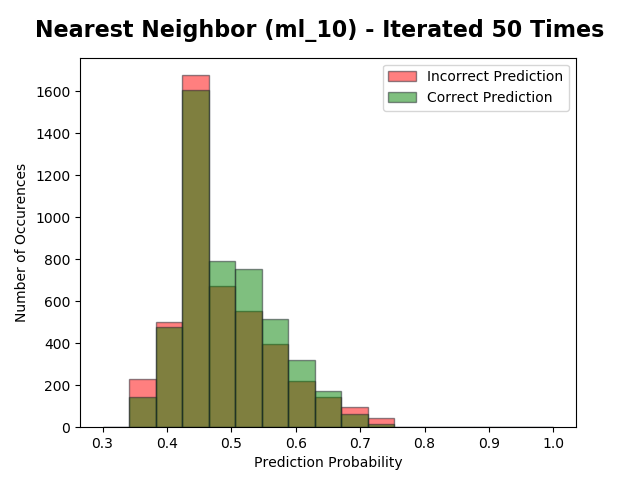 Nearest Neighbor (ml_10) - Iterated 50 Times
Incorrect Prediction
Correct Prediction
Number of Occurences
1600
1400
1200
1000
800
600
400
200
0
0.3 0.4 0.5 0.6 0.7 0.8 0.9 1.0
Prediction Probability